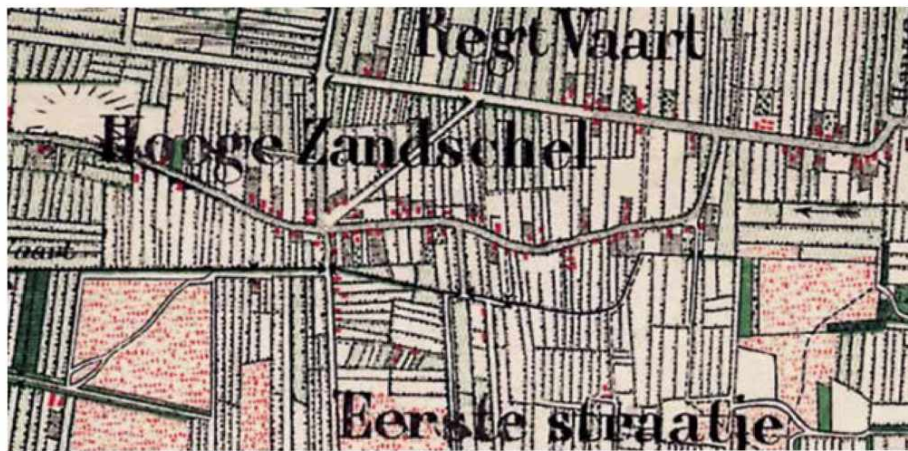 Regt Vaart
Hooge Zandschel
Vaart
Eerste straatje